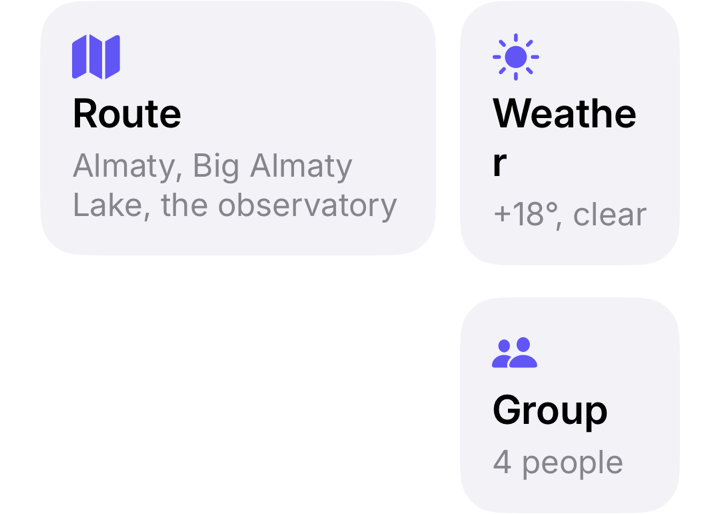 Route
Almaty, Big Almaty
Lake, the observatory
Weathe
r
+18°, clear
Group
4 people